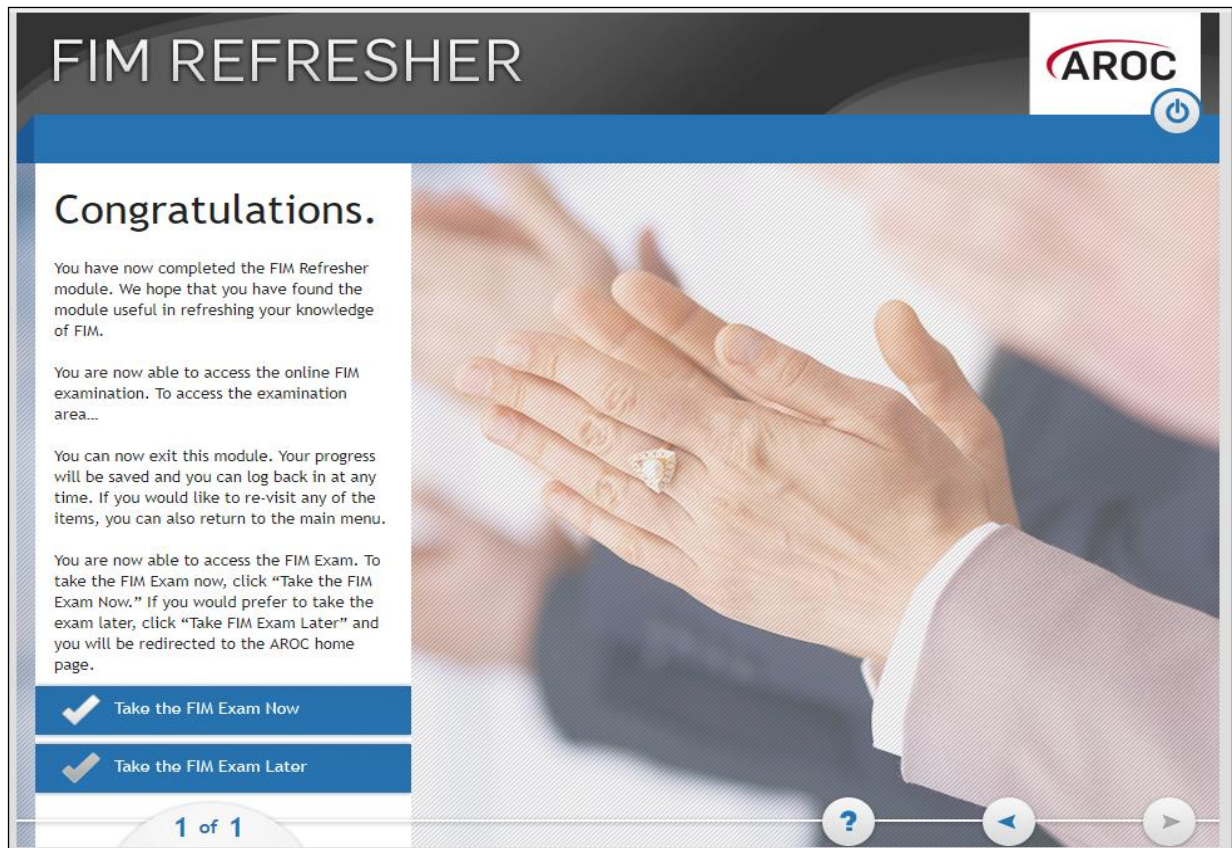 FIM REFRESHER
AROC
Congratulations.
You have now completed the FIM Refresher
module. We hope that you have found the
module useful in refreshing your knowledge
of FIM.
You are now able to access the online FIM
examination. To access the examination
area...
You can now exit this module. Your progress
will be saved and you can log back in at any
time. If you would like to re-visit any of the
items, you can also return to the main menu.
You are now able to access the FIM Exam. To
take the FIM Exam now, click “Take the FIM
Exam Now.” If you would prefer to take the
exam later, click “Take FIM Exam Later” and
you will be redirected to the AROC home
page.
Take the FIM Exam Now
Take the FIM Exam Later
1 of 1
?